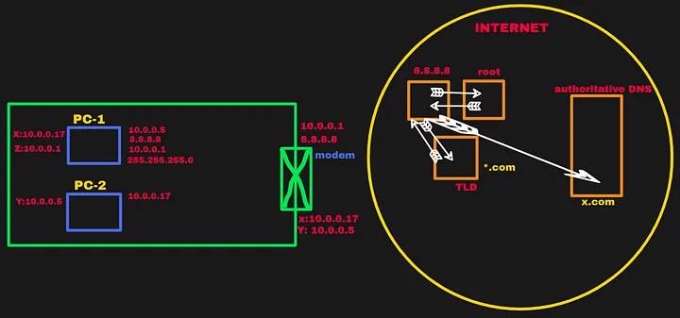 INTERNET
8.8.8.8
root
authoritative DNS
*.com
TLD
x.com
PC-1
X:10.0.0.17
Z:10.0.0.1
10.0.0.5
8.8.8.8
10.0.0.1
255.255.255.0
PC-2
Y:10.0.0.5
10.0.0.17
10.0.0.1
8.8.8.8
modem
x:10.0.0.17
Y: 10.0.0.5